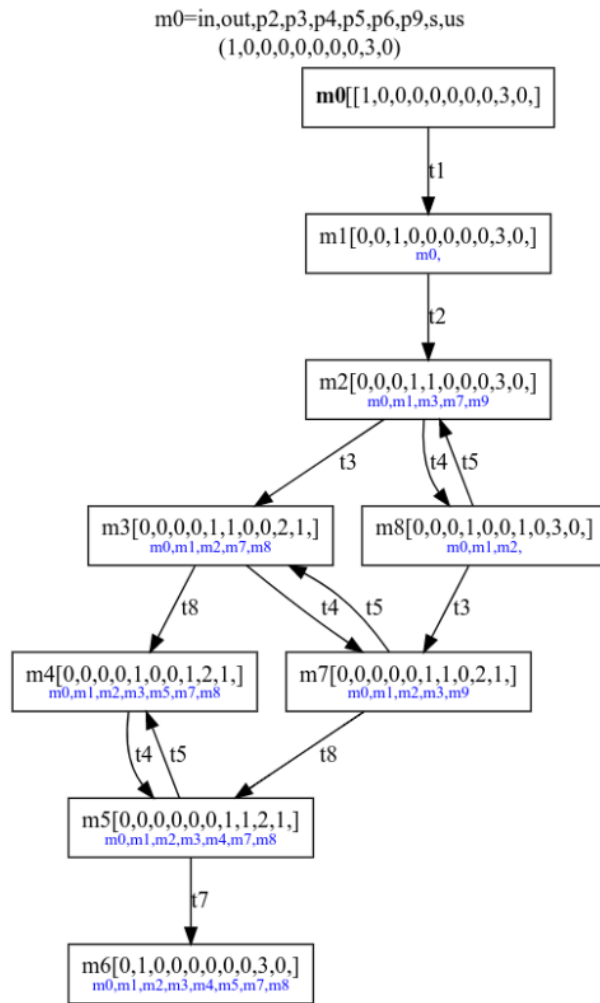 m0=in,out,p2,p3,p4,p5,p6,p9,s,us
(1,0,0,0,0,0,0,0,3,0)
m0[[1,0,0,0,0,0,0,0,3,0,]
t1
m1[0,0,1,0,0,0,0,0,3,0,]
m0,
t2
m2[0,0,0,1,1,0,0,0,3,0,]
m0,m1,m3,m7,m9
t3
t4
t5
m3[0,0,0,0,1,1,0,0,2,1,]
m0,m1,m2,m7,m8
m8[0,0,0,1,0,0,1,0,3,0,]
m0,m1,m2,
t8
t4
t5
t3
m4[0,0,0,0,1,0,0,1,2,1,]
m0,m1,m2,m3,m5,m7,m8
m7[0,0,0,0,0,1,1,0,2,1,]
m0,m1,m2,m3,m9
t4
t5
t8
m5[0,0,0,0,0,0,1,1,2,1,]
m0,m1,m2,m3,m4,m7,m8
t7
m6[0,1,0,0,0,0,0,0,3,0,]
m0,m1,m2,m3,m4,m5,m7,m8